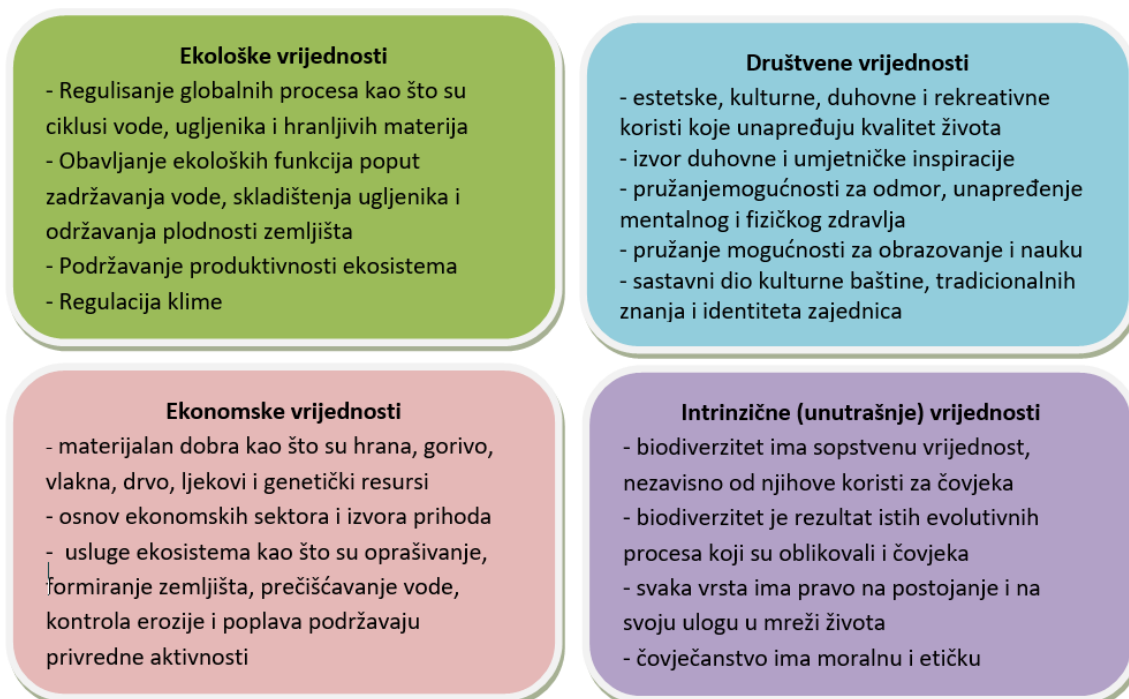 Ekološke vrijednosti
- Regulisanje globalnih procesa kao što su
ciklusi vode, ugljenika i hranljivih materija
- Obavljanje ekoloških funkcija poput
zadržavanja vode, skladištenja ugljenika i
održavanja plodnosti zemljišta
- Podržavanje produktivnosti ekosistema
- Regulacija klime
Društvene vrijednosti
- estetske, kulturne, duhovne i rekreativne
koristi koje unapređuju kvalitet života
- izvor duhovne i umjetničke inspiracije
- pružanjemogućnosti za odmor, unapređenje
mentalnog i fizičkog zdravlja
- pružanje mogućnosti za obrazovanje i nauku
- sastavni dio kulturne baštine, tradicionalnih
znanja i identiteta zajednica
Ekonomske vrijednosti
- materijalan dobra kao što su hrana, gorivo,
vlakna, drvo, ljekovi i genetički resursi
- osnov ekonomskih sektora i izvora prihoda
- usluge ekosistema kao što su oprašivanje,
formiranje zemljišta, prečišćavanje vode,
kontrola erozije i poplava podržavaju
privredne aktivnosti
Intrinzične (unutrašnje) vrijednosti
- biodiverzitet ima sopstvenu vrijednost,
nezavisno od njihove koristi za čovjeka
- biodiverzitet je rezultat istih evolutivnih
procesa koji su oblikovali i čovjeka
- svaka vrsta ima pravo na postojanje i na
svoju ulogu u mreži života
- čovječanstvo ima moralnu i etičku